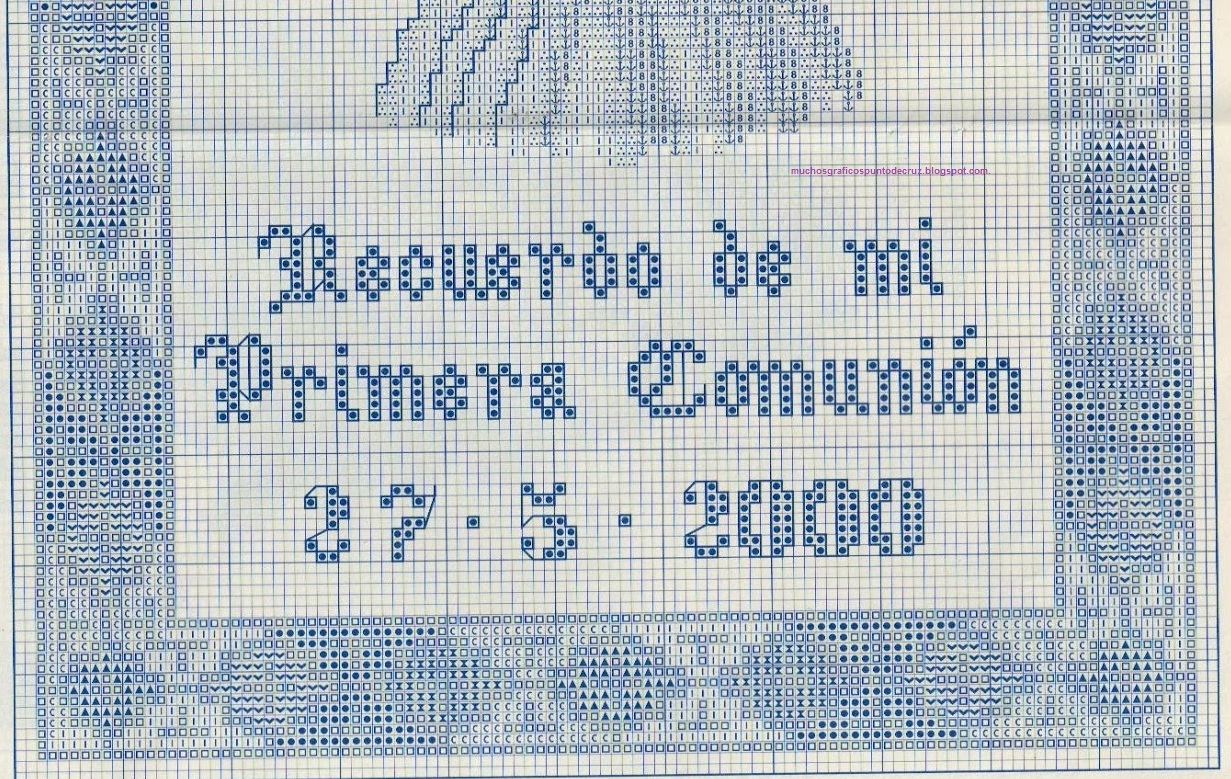 muchosgraficospuntodecruz.blogspot.com
Recuerdo de mi
Primera Comunión
27·5·2000